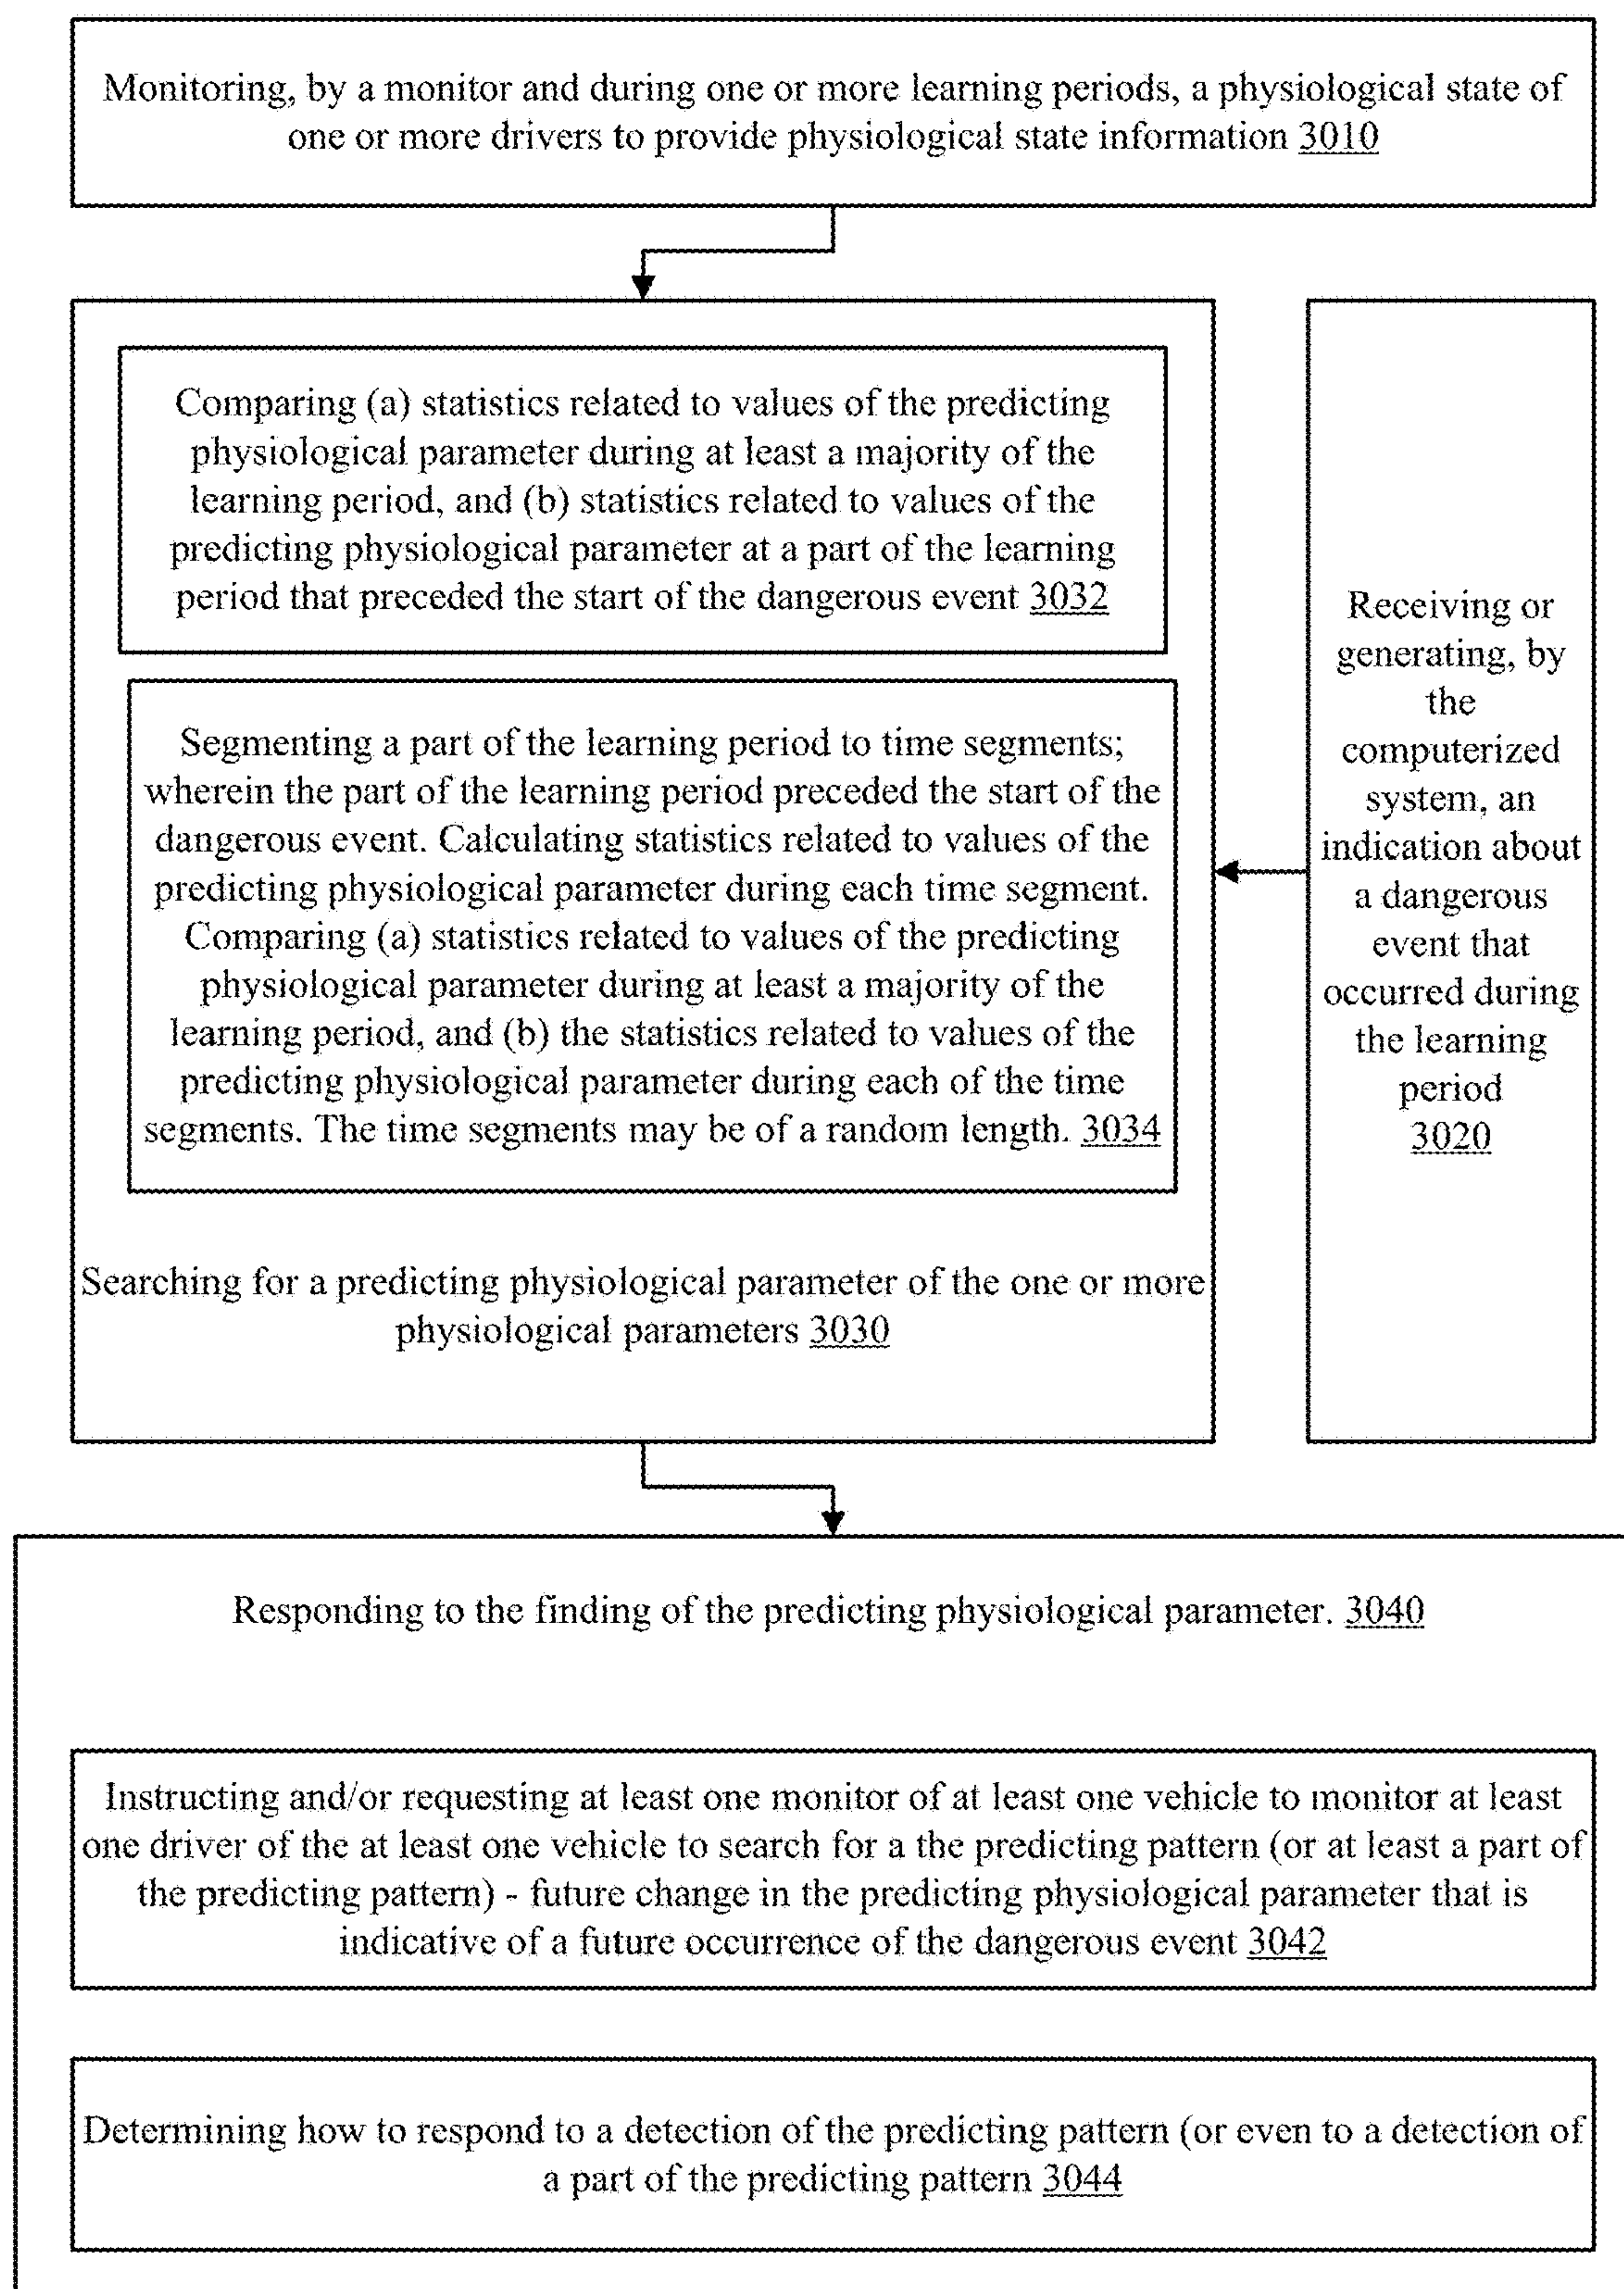 Monitoring, by a monitor and during one or more learning periods, a physiological state of
one or more drivers to provide physiological state information 3010
Comparing (a) statistics related to values of the predicting
physiological parameter during at least a majority of the
learning period, and (b) statistics related to values of the
predicting physiological parameter at a part of the learning
period that preceded the start of the dangerous event 3032
Segmenting a part of the learning period to time segments;
wherein the part of the learning period preceded the start of the
dangerous event. Calculating statistics related to values of the
predicting physiological parameter during each time segment.
Comparing (a) statistics related to values of the predicting
physiological parameter during at least a majority of the
learning period, and (b) the statistics related to values of the
predicting physiological parameter during each of the time
segments. The time segments may be of a random length. 3034
Searching for a predicting physiological parameter of the one or more
physiological parameters 3030
Receiving or
generating, by
the
computerized
system, an
indication about
a dangerous
event that
occurred during
the learning
period
3020
Responding to the finding of the predicting physiological parameter. 3040
Instructing and/or requesting at least one monitor of at least one vehicle to monitor at least
one driver of the at least one vehicle to search for a the predicting pattern (or at least a part of
the predicting pattern) - future change in the predicting physiological parameter that is
indicative of a future occurrence of the dangerous event 3042
Determining how to respond to a detection of the predicting pattern (or even to a detection of
a part of the predicting pattern 3044